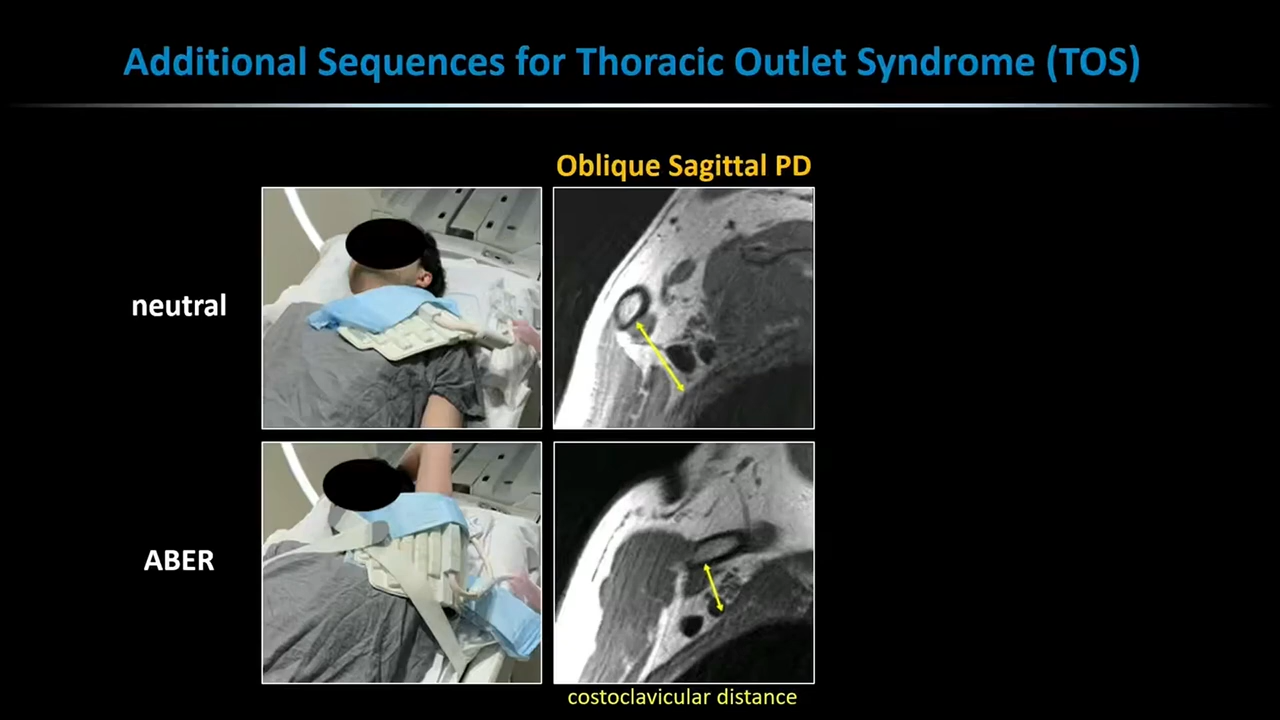 Additional Sequences for Thoracic Outlet Syndrome (TOS)
Oblique Sagittal PD
neutral
ABER
costoclavicular distance